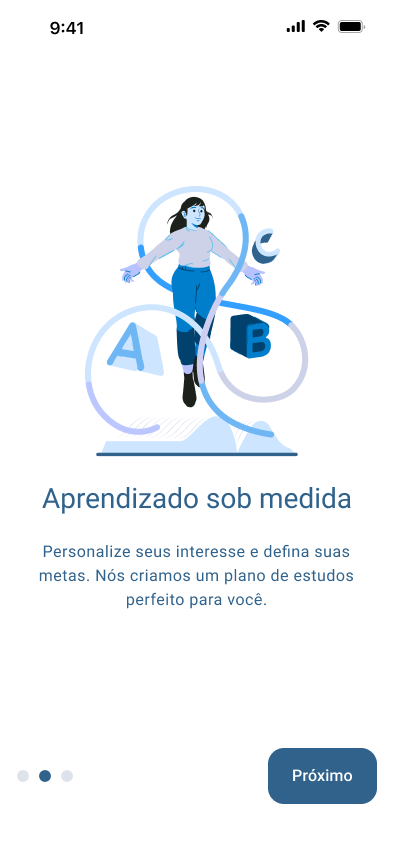 9:41
C
A
B
Aprendizado sob medida
Personalize seus interesse e defina suas
metas. Nós criamos um plano de estudos
perfeito para você.
Próximo